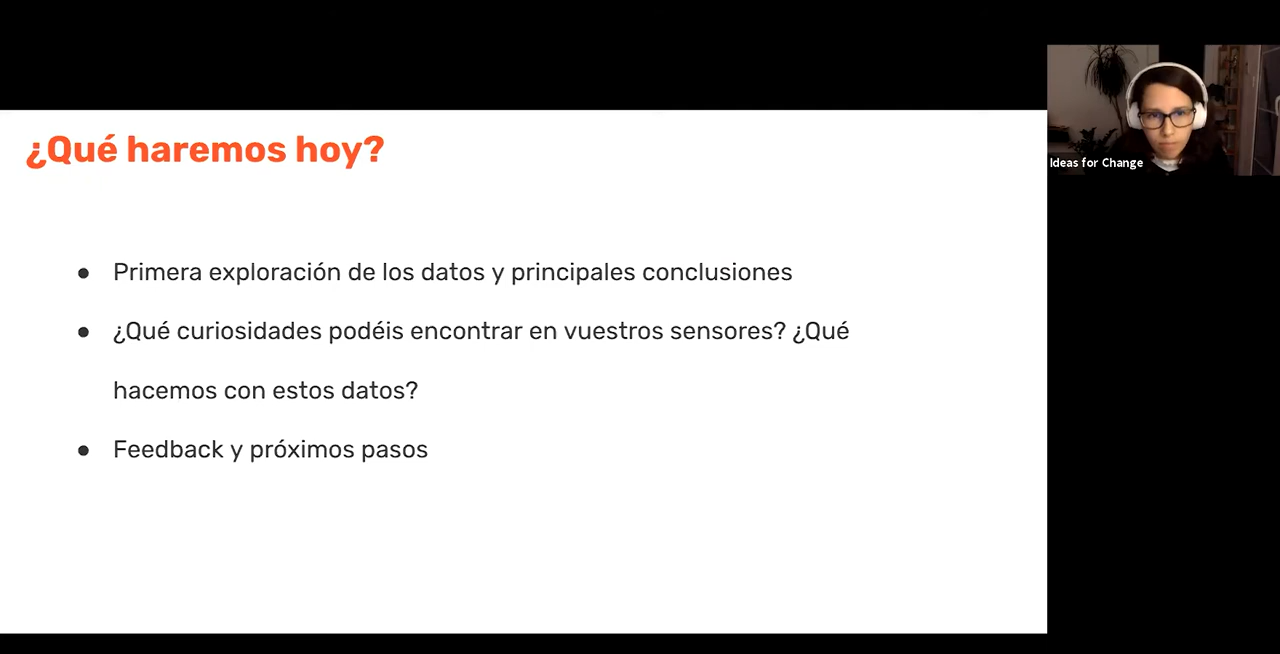 ¿Qué haremos hoy?
● Primera exploración de los datos y principales conclusiones
● ¿Qué curiosidades podéis encontrar en vuestros sensores? ¿Qué
hacemos con estos datos?
● Feedback y próximos pasos
Ideas for Change